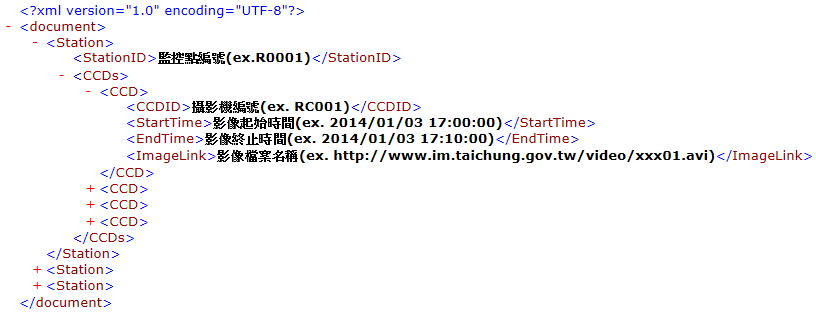 <?xml version="1.0" encoding="UTF-8"?>
- <document>
- <Station>
<StationID>監控點編號(ex.R0001)</StationID>
- <CCDs>
- <CCD>
<CCDID>攝影機編號(ex. RC001)</CCDID>
<StartTime>影像起始時間(ex. 2014/01/03 17:00:00)</StartTime>
<EndTime>影像終止時間(ex. 2014/01/03 17:10:00)</EndTime>
<ImageLink>影像檔案名稱(ex. http://www.im.taichung.gov.tw/video/xxx01.avi)</ImageLink>
</CCD>
+ <CCD>
+ <CCD>
+ <CCD>
</CCDs>
</Station>
+ <Station>
+ <Station>
</document>